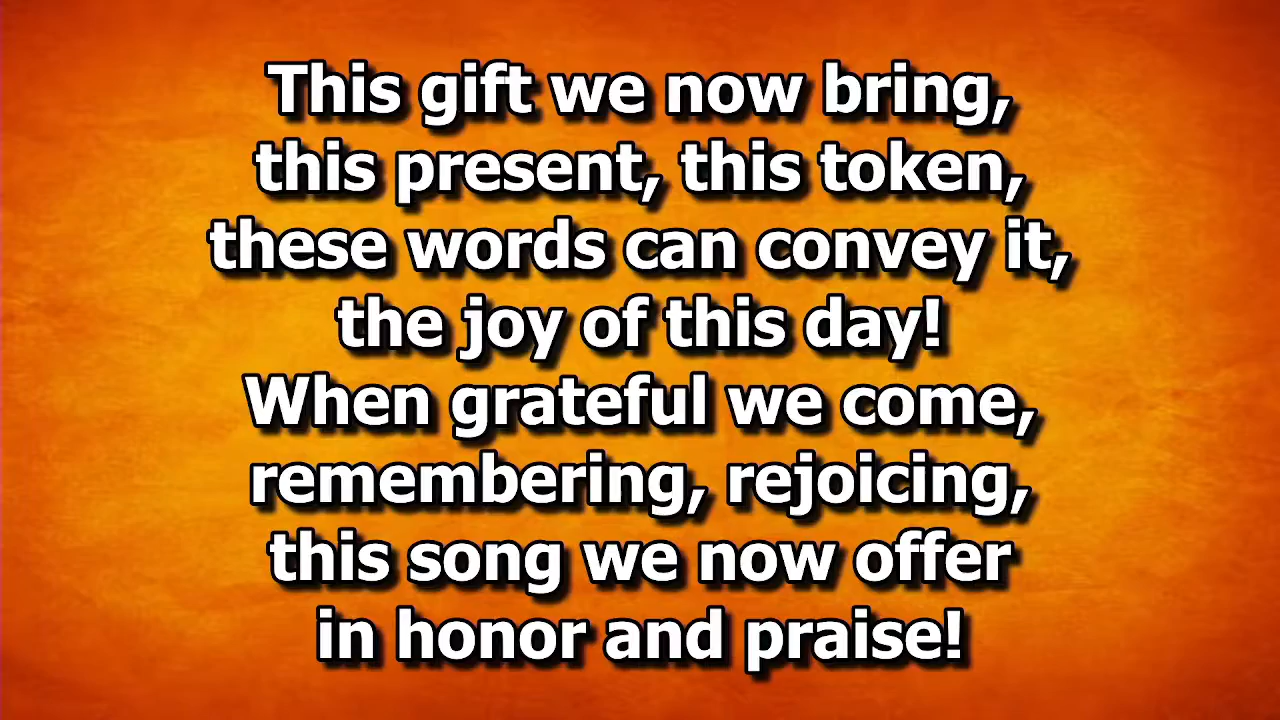 This gift we now bring,
this present, this token,
these words can convey it,
the joy of this day!
When grateful we come,
remembering, rejoicing,
this song we now offer
in honor and praise!